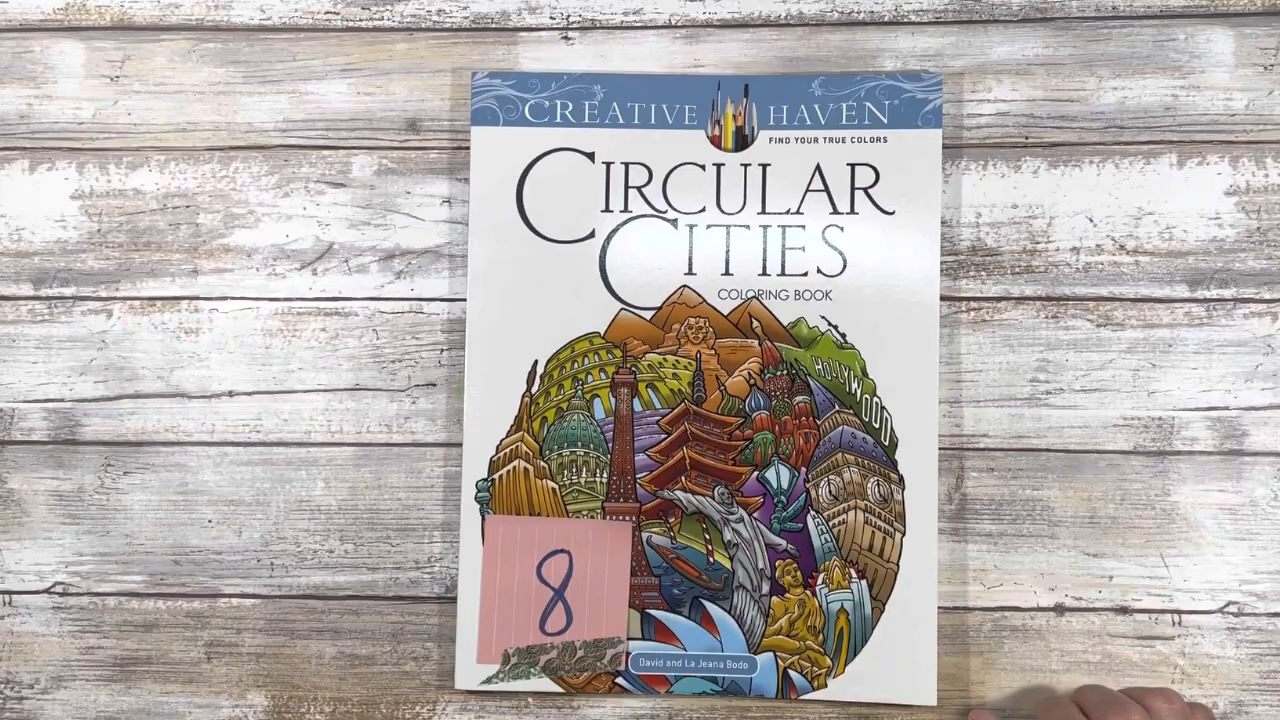 CREATIVE HAVEN®
FIND YOUR TRUE COLORS
CIRCULAR
CITIES
COLORING BOOK
HOLLYWOOD
8
David and La Jeana Bodo